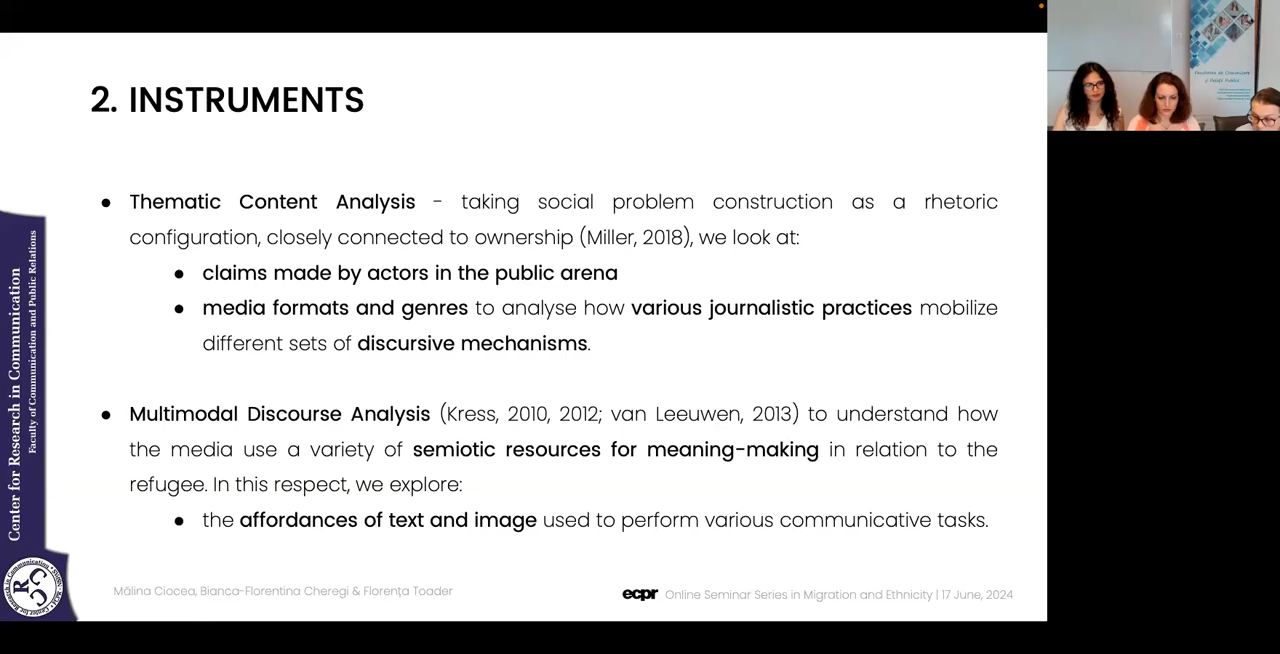 2. INSTRUMENTS
● Thematic Content Analysis - taking social problem construction as a rhetoric
configuration, closely connected to ownership (Miller, 2018), we look at:
● claims made by actors in the public arena
● media formats and genres to analyse how various journalistic practices mobilize
different sets of discursive mechanisms.
● Multimodal Discourse Analysis (Kress, 2010, 2012; van Leeuwen, 2013) to understand how
the media use a variety of semiotic resources for meaning-making in relation to the
refugee. In this respect, we explore:
● the affordances of text and image used to perform various communicative tasks.
Center for Research in Communication
Faculty of Communication and Public Relations
Mălina Ciocea, Bianca-Florentina Cheregi & Florența Toader
ecpr Online Seminar Series in Migration and Ethnicity | 17 June, 2024